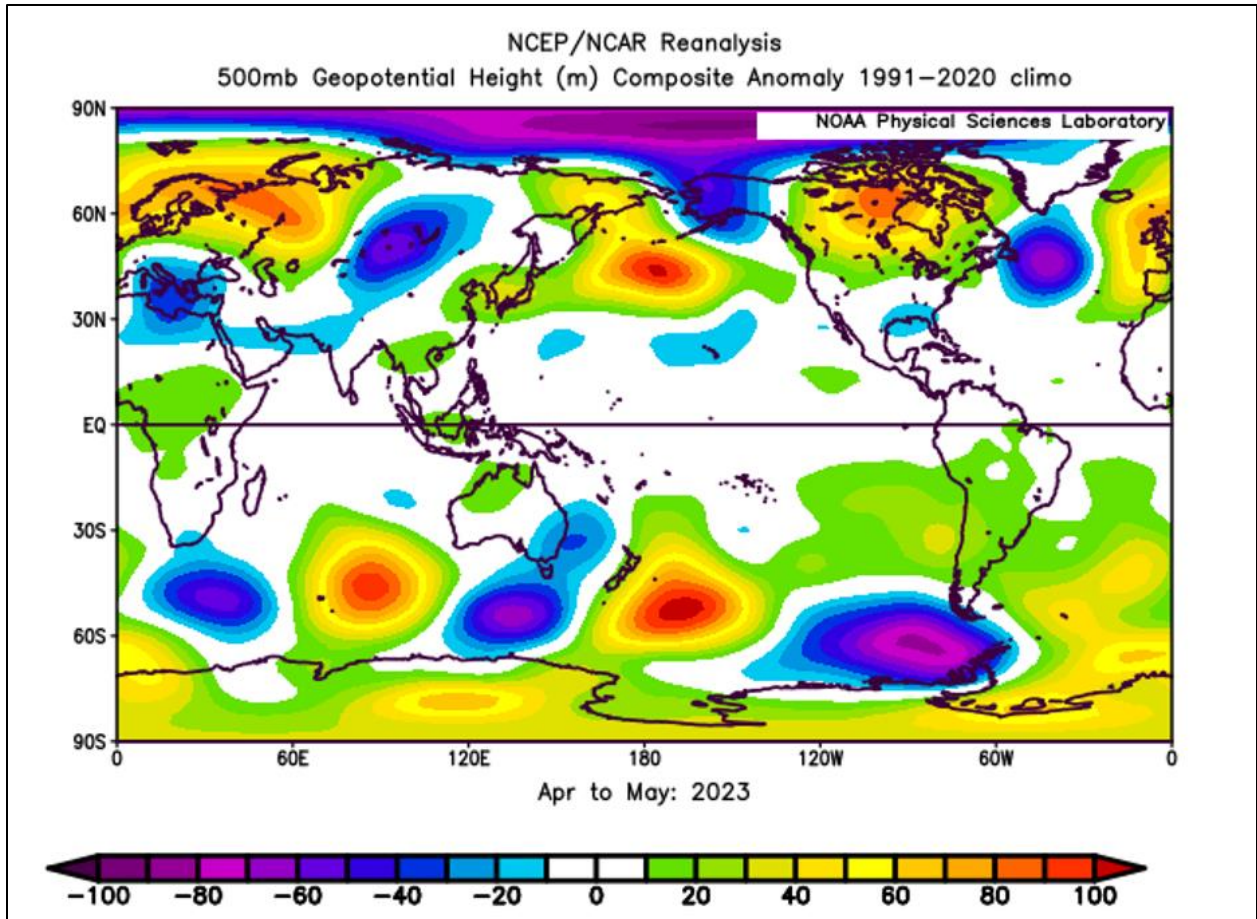 NCEP/NCAR Reanalysis
500mb Geopotential Height (m) Composite Anomaly 1991-2020 climo
90N
NOAA Physical Sciences Laboratory
60N
30N
EQ
30S
60S
90S
0 60E 120E 180 120W 60W 0
Apr to May: 2023
-100 -80 -60 -40 -20 0 20 40 60 80 100